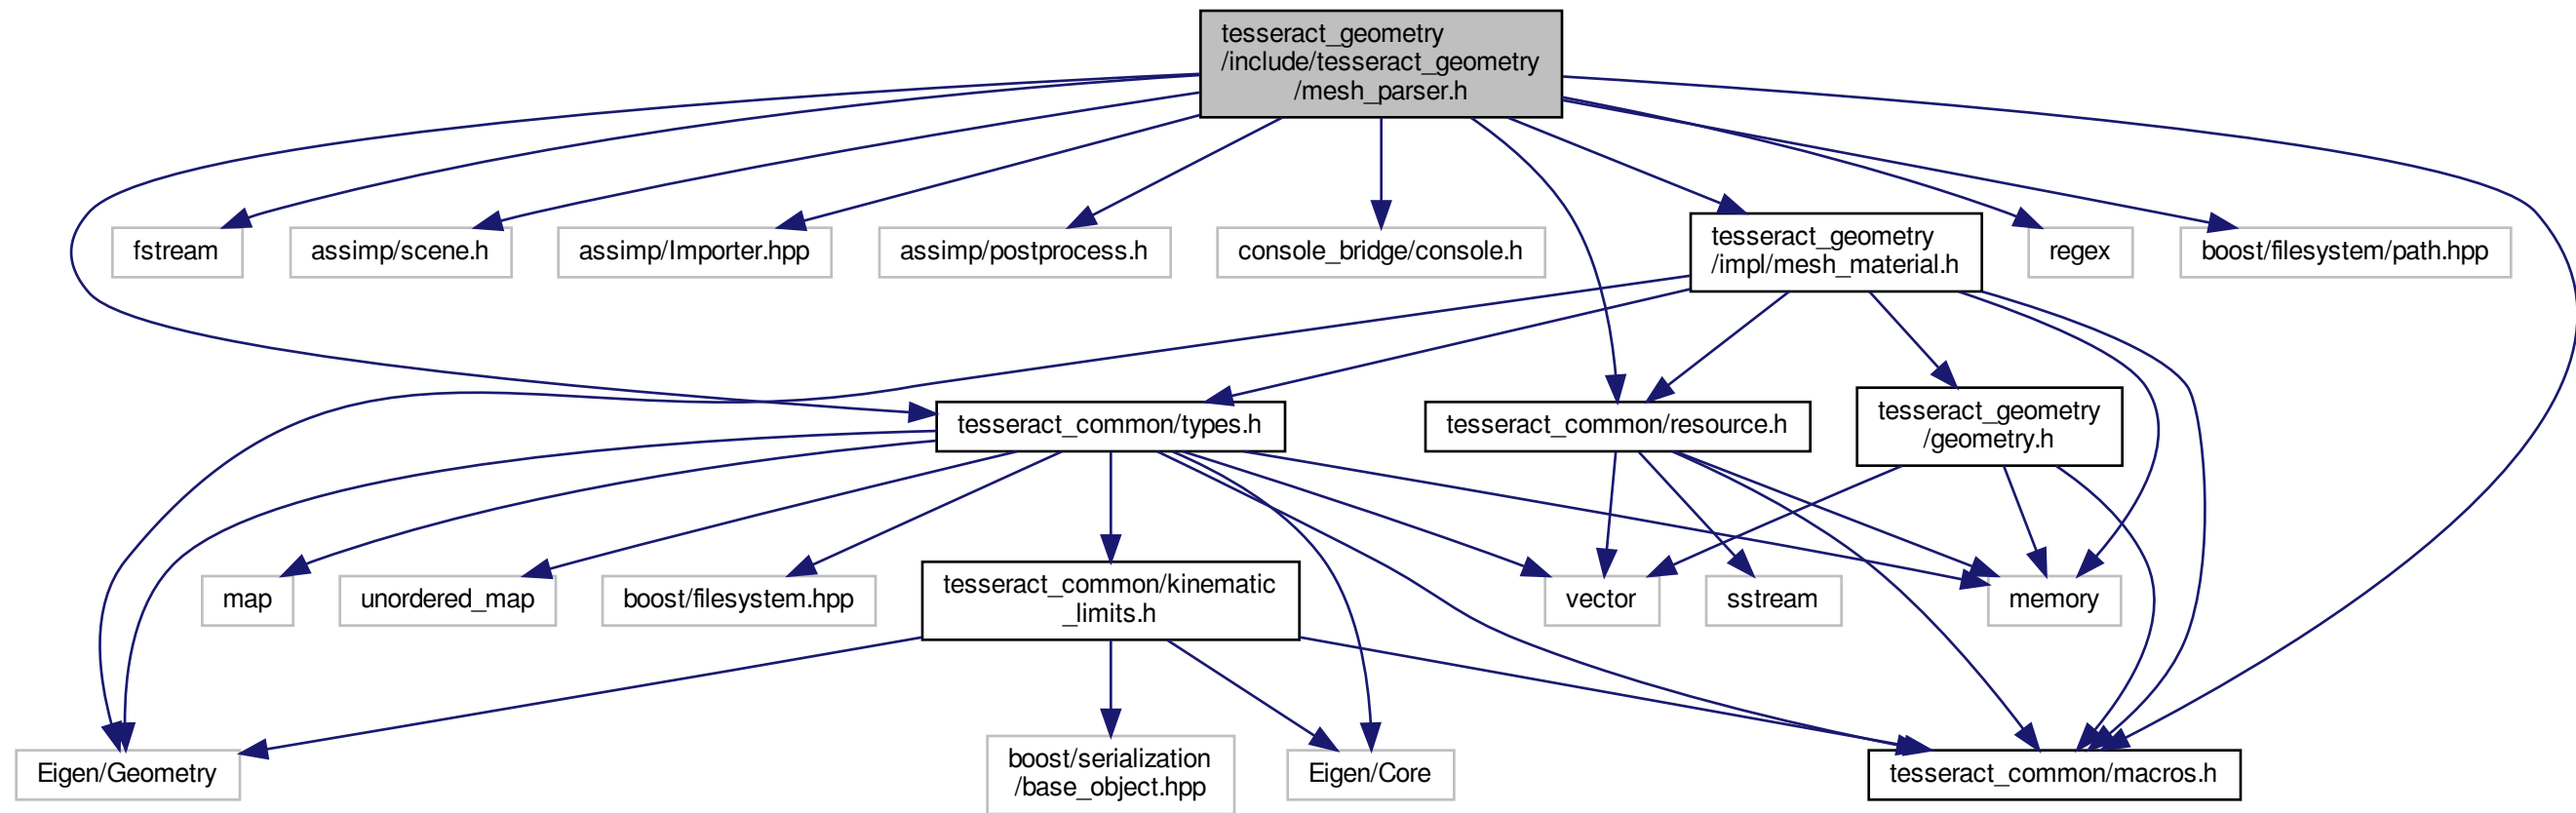 tesseract_geometry
/include/tesseract_geometry
/mesh_parser.h
fstream
assimp/scene.h
assimp/Importer.hpp
assimp/postprocess.h
console_bridge/console.h
tesseract_geometry
/impl/mesh_material.h
regex
boost/filesystem/path.hpp
tesseract_common/types.h
tesseract_common/resource.h
tesseract_geometry
/geometry.h
map
unordered_map
boost/filesystem.hpp
tesseract_common/kinematic
_limits.h
vector
sstream
memory
Eigen/Geometry
boost/serialization
/base_object.hpp
Eigen/Core
tesseract_common/macros.h